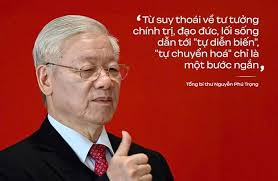 “Từ suy thoái về tư tưởng
chính trị, đạo đức, lối sống
dẫn tới “tự diễn biến”,
“tự chuyển hoá” chỉ là
một bước ngắn„
Tổng bí thư Nguyễn Phú Trọng